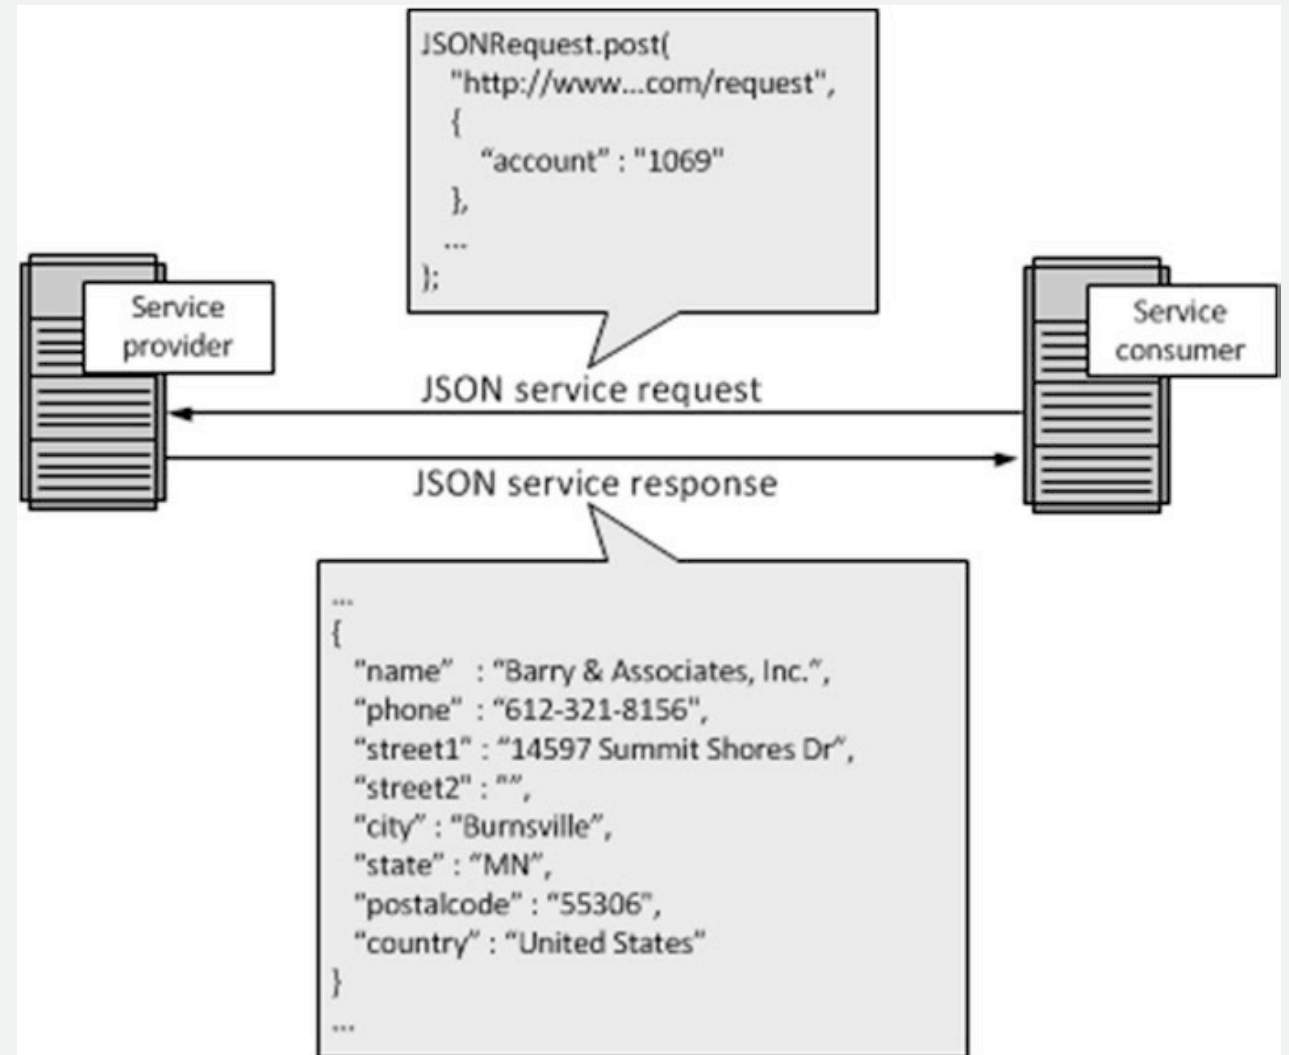 JSONRequest.post(
"http://www...com/request",
{
“account” : "1069"
},
...
);
Service
provider
Service
consumer
JSON service request
JSON service response
...
{
"name” : “Barry & Associates, Inc.”,
“phone" : “612-321-8156",
“street1" : “14597 Summit Shores Dr”,
“street2" : “”,
“city” : “Burnsville”,
“state” : “MN”,
“postalcode" : “55306",
“country” : “United States”
}
...